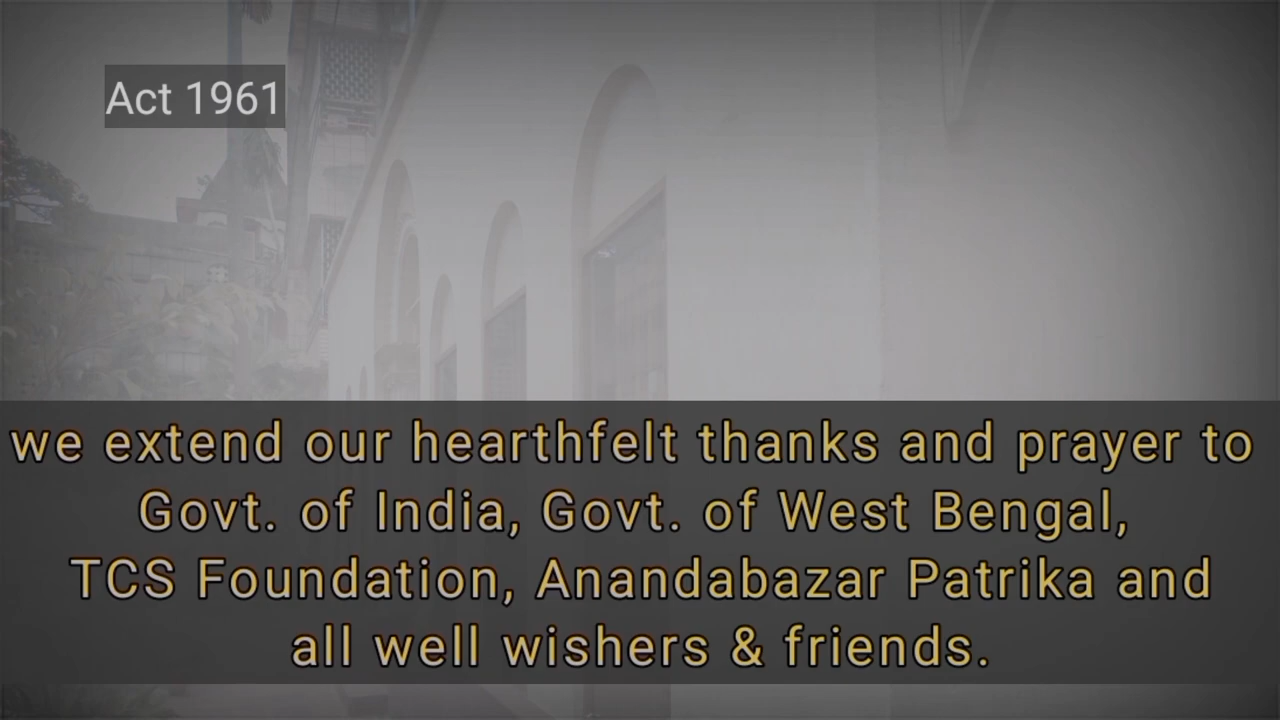 Act 1961
we extend our hearthfelt thanks and prayer to
Govt. of India, Govt. of West Bengal,
TCS Foundation, Anandabazar Patrika and
all well wishers & friends.